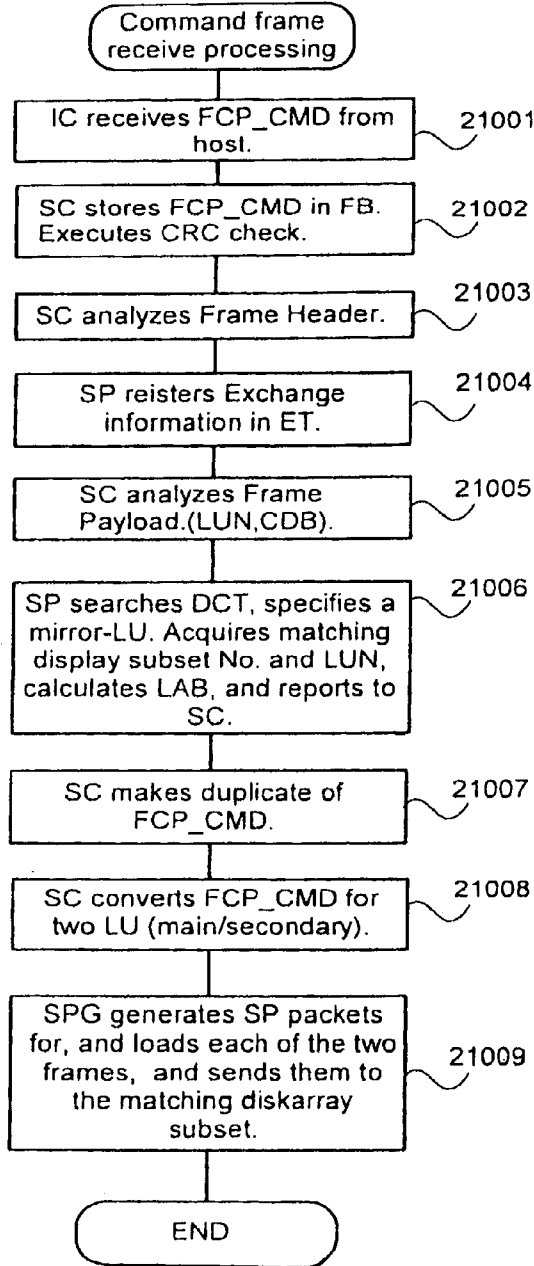 Command frame
receive processing
IC receives FCP_CMD from
host.
21001
SC stores FCP_CMD in FB.
Executes CRC check.
21002
SC analyzes Frame Header.
21003
SP reisters Exchange
information in ET.
21004
SC analyzes Frame
Payload.(LUN,CDB).
21005
SP searches DCT, specifies a
mirror-LU. Acquires matching
display subset No. and LUN,
calculates LAB, and reports to
SC.
21006
SC makes duplicate of
FCP_CMD.
21007
SC converts FCP_CMD for
two LU (main/secondary).
21008
SPG generates SP packets
for, and loads each of the two
frames, and sends them to
the matching diskarray
subset.
21009
END